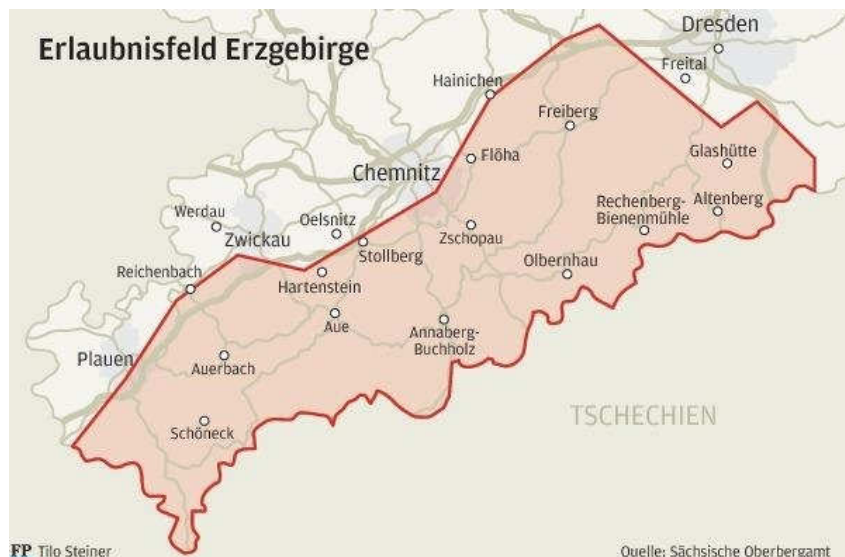 Erlaubnisfeld Erzgebirge
Dresden
Freital
Hainichen
Freiberg
Glashütte
Flöha
Chemnitz
Rechenberg-
Bienenmühle
Altenberg
Werdau
Oelsnitz
Zwickau
Zschopau
Stollberg
Olbernhau
Reichenbach
Hartenstein
Aue
Annaberg-
Buchholz
Plauen
Auerbach
Schöneck
TSCHECHIEN
FP Tilo Steiner
Quelle: Sächsische Oberbergamt